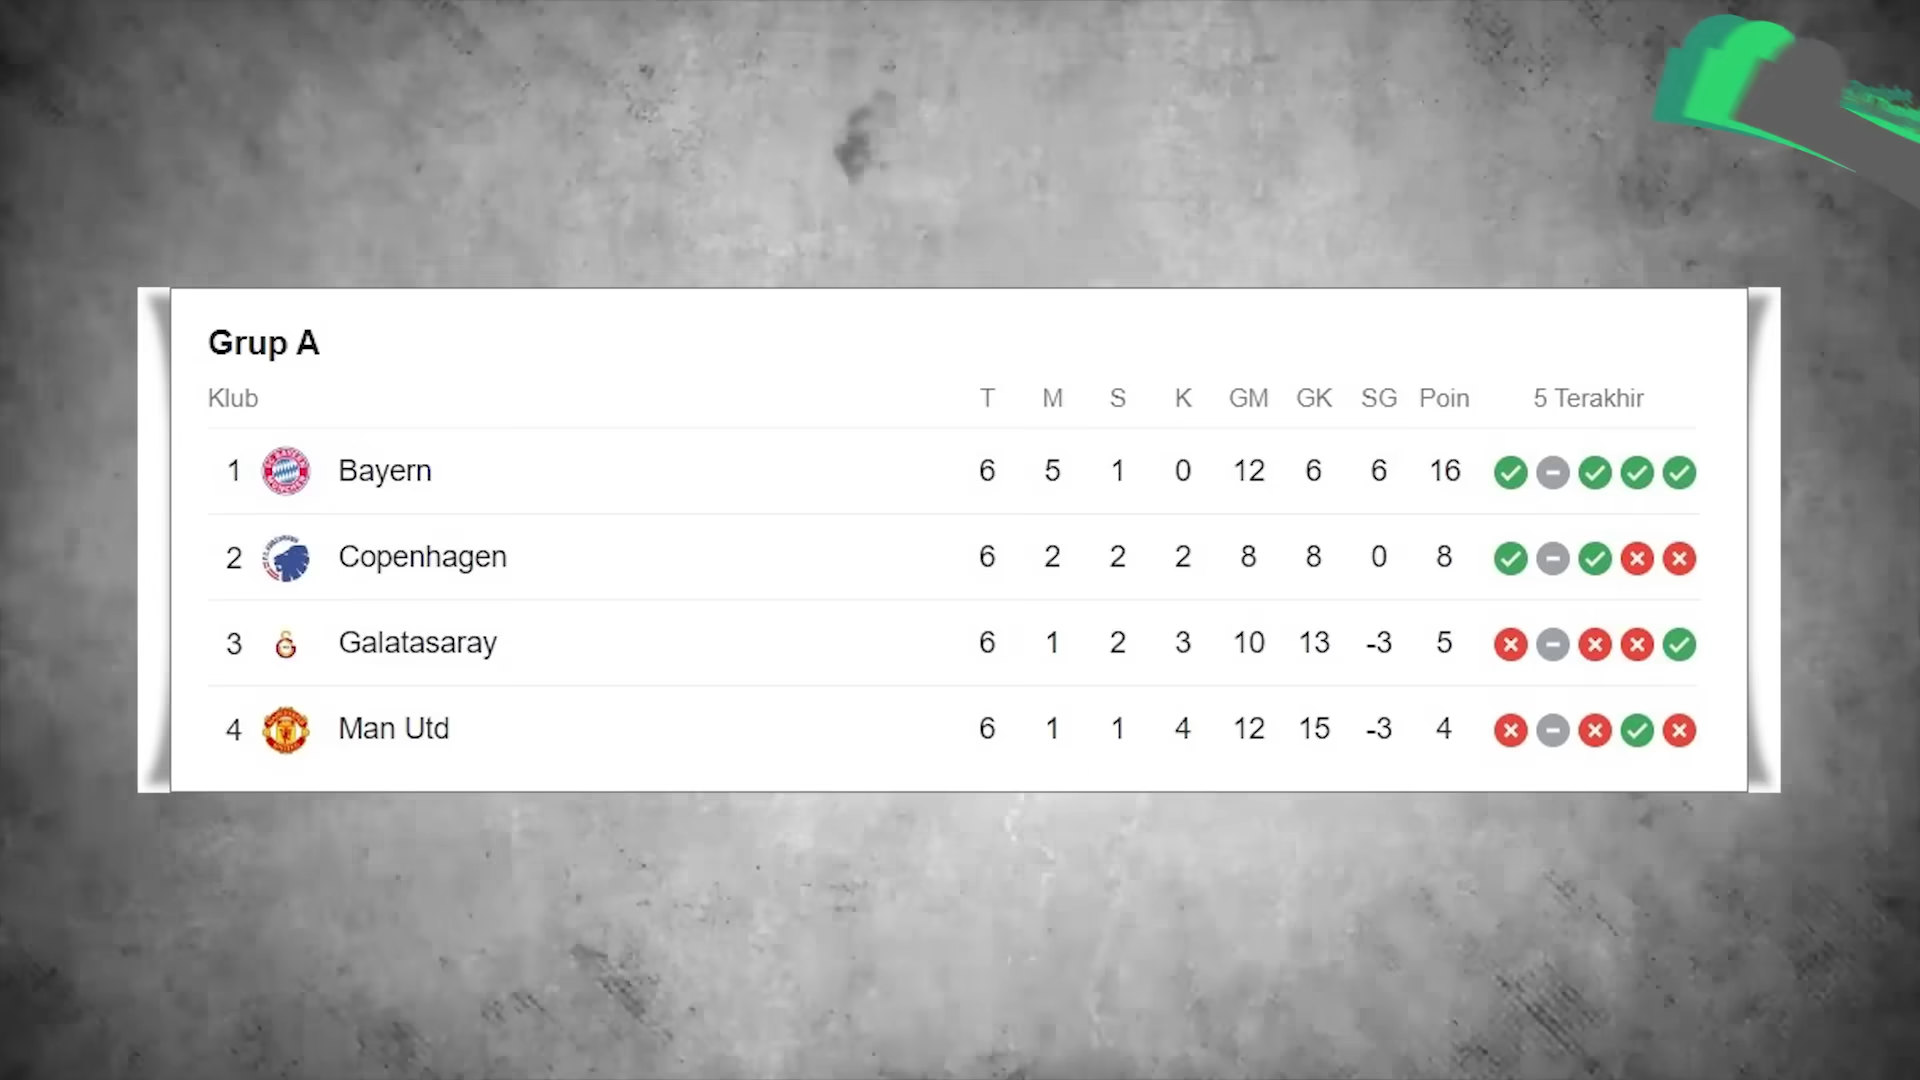 Grup A
Klub T M S K GM GK SG Poin 5 Terakhir
1 Bayern 6 5 1 0 12 6 6 16
2 Copenhagen 6 2 2 2 8 8 0 8
3 Galatasaray 6 1 2 3 10 13 -3 5
4 Man Utd 6 1 1 4 12 15 -3 4